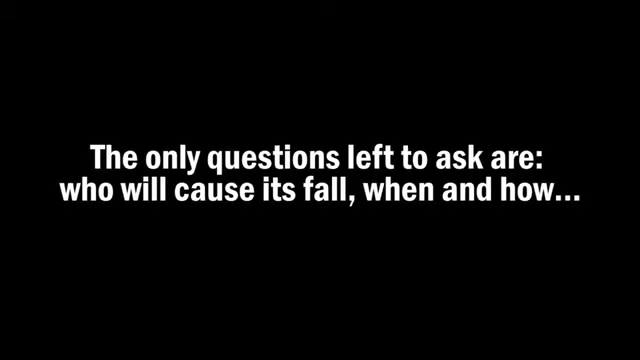 The only questions left to ask are:
who will cause its fall, when and how...